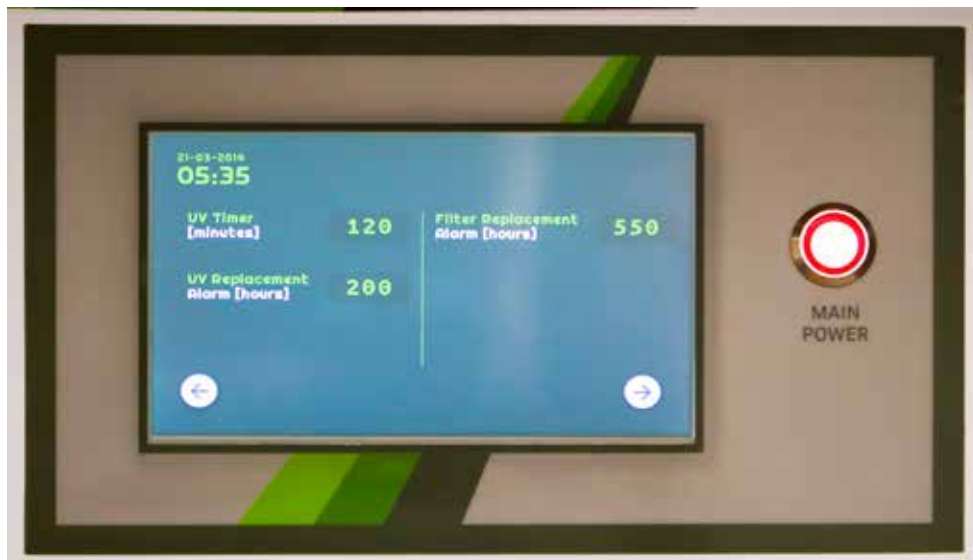 21-03-2019
05:35
UV Timer
[minutes]
120
UV Replacement
Alarm [hours]
200
Filter Replacement
Alarm [hours]
550
MAIN
POWER